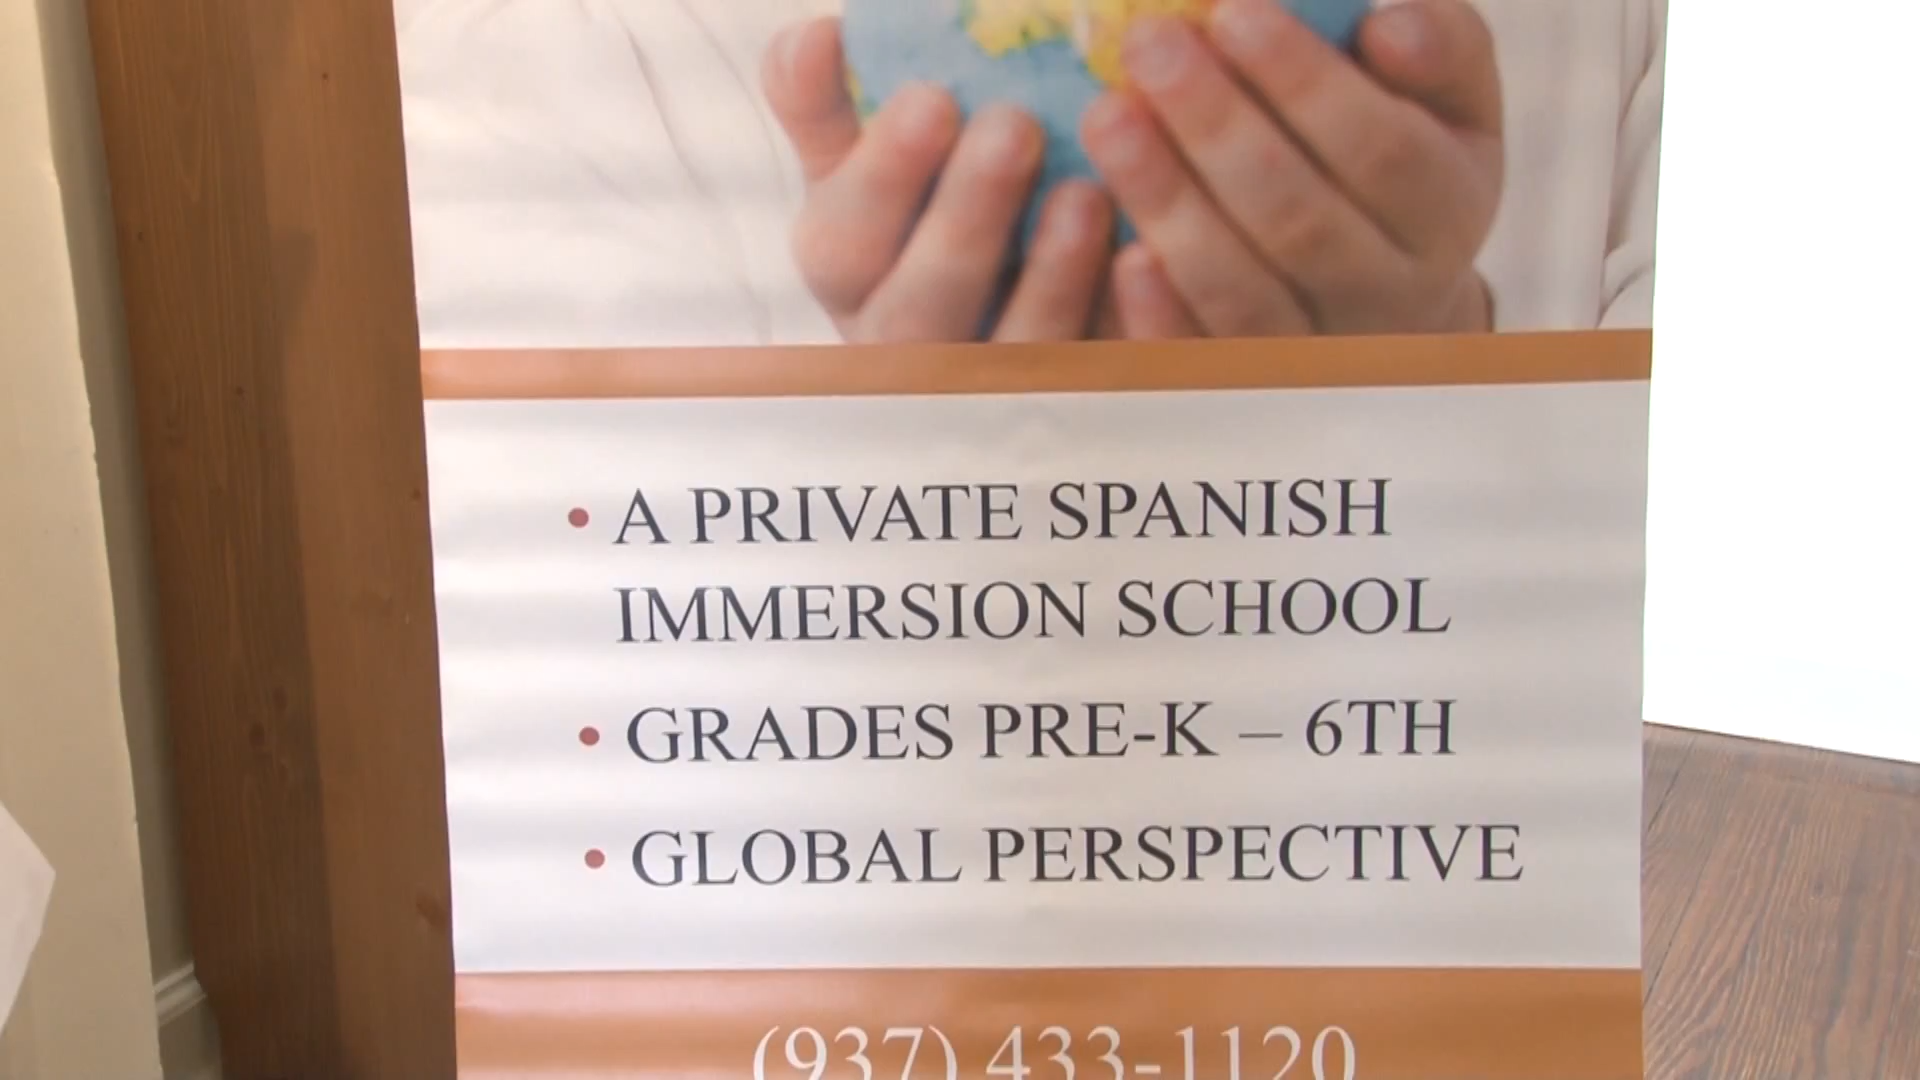 • A PRIVATE SPANISH
IMMERSION SCHOOL
• GRADES PRE-K – 6TH
• GLOBAL PERSPECTIVE
(937) 433-1120